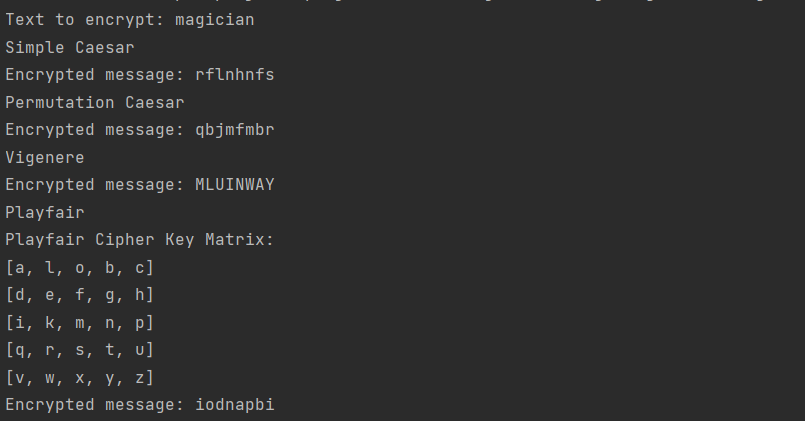 Text to encrypt: magician
Simple Caesar
Encrypted message: rflnhnfs
Permutation Caesar
Encrypted message: qbjmfmbr
Vigenere
Encrypted message: MLUINWAY
Playfair
Playfair Cipher Key Matrix:
[a, l, o, b, c]
[d, e, f, g, h]
[i, k, m, n, p]
[q, r, s, t, u]
[v, w, x, y, z]
Encrypted message: iodnapbi